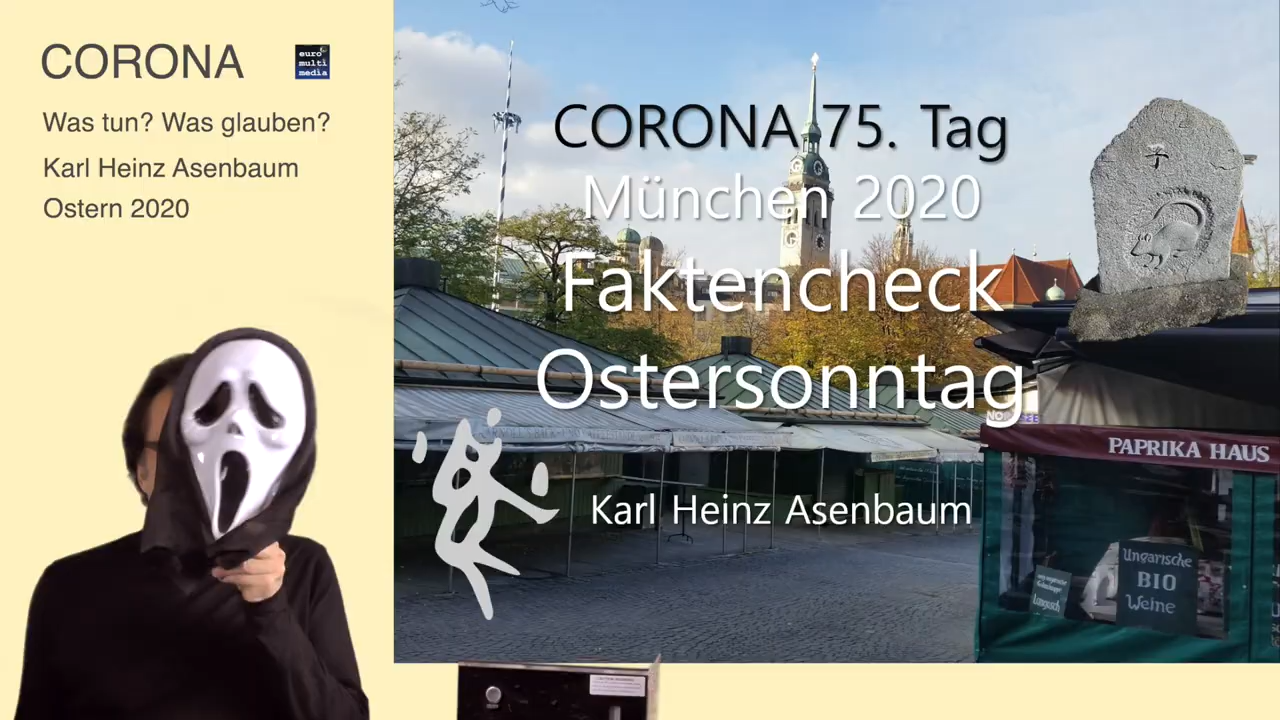 CORONA
euro
multi
media
Was tun? Was glauben?
Karl Heinz Asenbaum
Ostern 2020
CORONA 75. Tag
München 2020
Faktencheck
Ostersonntag
Karl Heinz Asenbaum
PAPRIKA HAUS
Ungarische
BIO
Weine